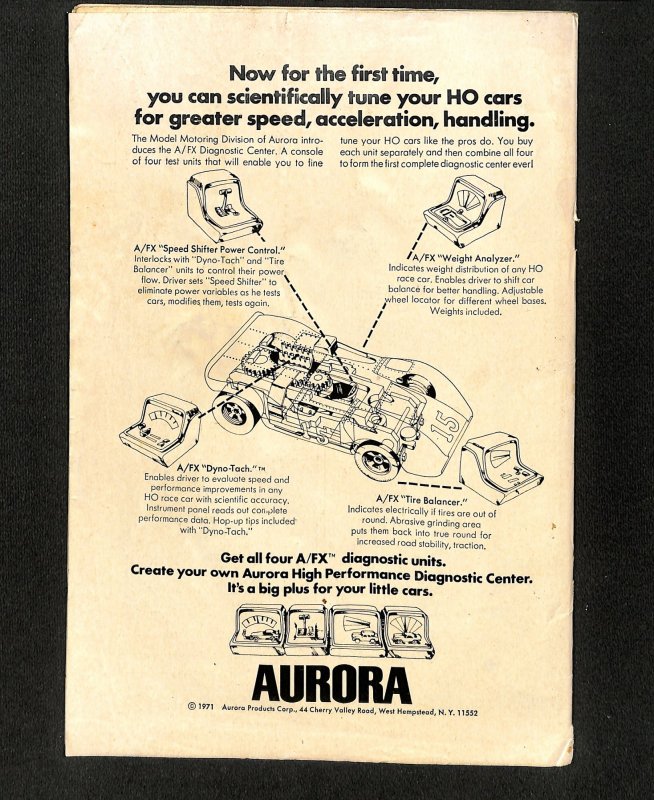 Now for the first time,
you can scientifically tune your HO cars
for greater speed, acceleration, handling.
The Model Motoring Division of Aurora intro-
duces the A/FX Diagnostic Center. A console
of four test units that will enable you to fine
tune your HO cars like the pros do. You buy
each unit separately and then combine all four
to form the first complete diagnostic center ever!
A/FX "Speed Shifter Power Control."
Interlocks with "Dyno-Tach" and "Tire
Balancer" units to control their power
flow. Driver sets "Speed Shifter" to
eliminate power variables as he tests
cars, modifies them, tests again.
A/FX "Weight Analyzer."
Indicates weight distribution of any HO
race car. Enables driver to shift car
balance for better handling. Adjustable
wheel locator for different wheel bases.
Weights included.
15
A/FX "Dyno-Tach."™
Enables driver to evaluate speed and
performance improvements in any
HO race car with scientific accuracy.
Instrument panel reads out complete
performance data. Hop-up tips included
with "Dyno-Tach."
A/FX "Tire Balancer."
Indicates electrically if tires are out of
round. Abrasive grinding area
puts them back into true round for
increased road stability, traction.
Get all four A/FX™ diagnostic units.
Create your own Aurora High Performance Diagnostic Center.
It's a big plus for your little cars.
AURORA
© 1971 Aurora Products Corp., 44 Cherry Valley Road, West Hempstead, N. Y. 11552